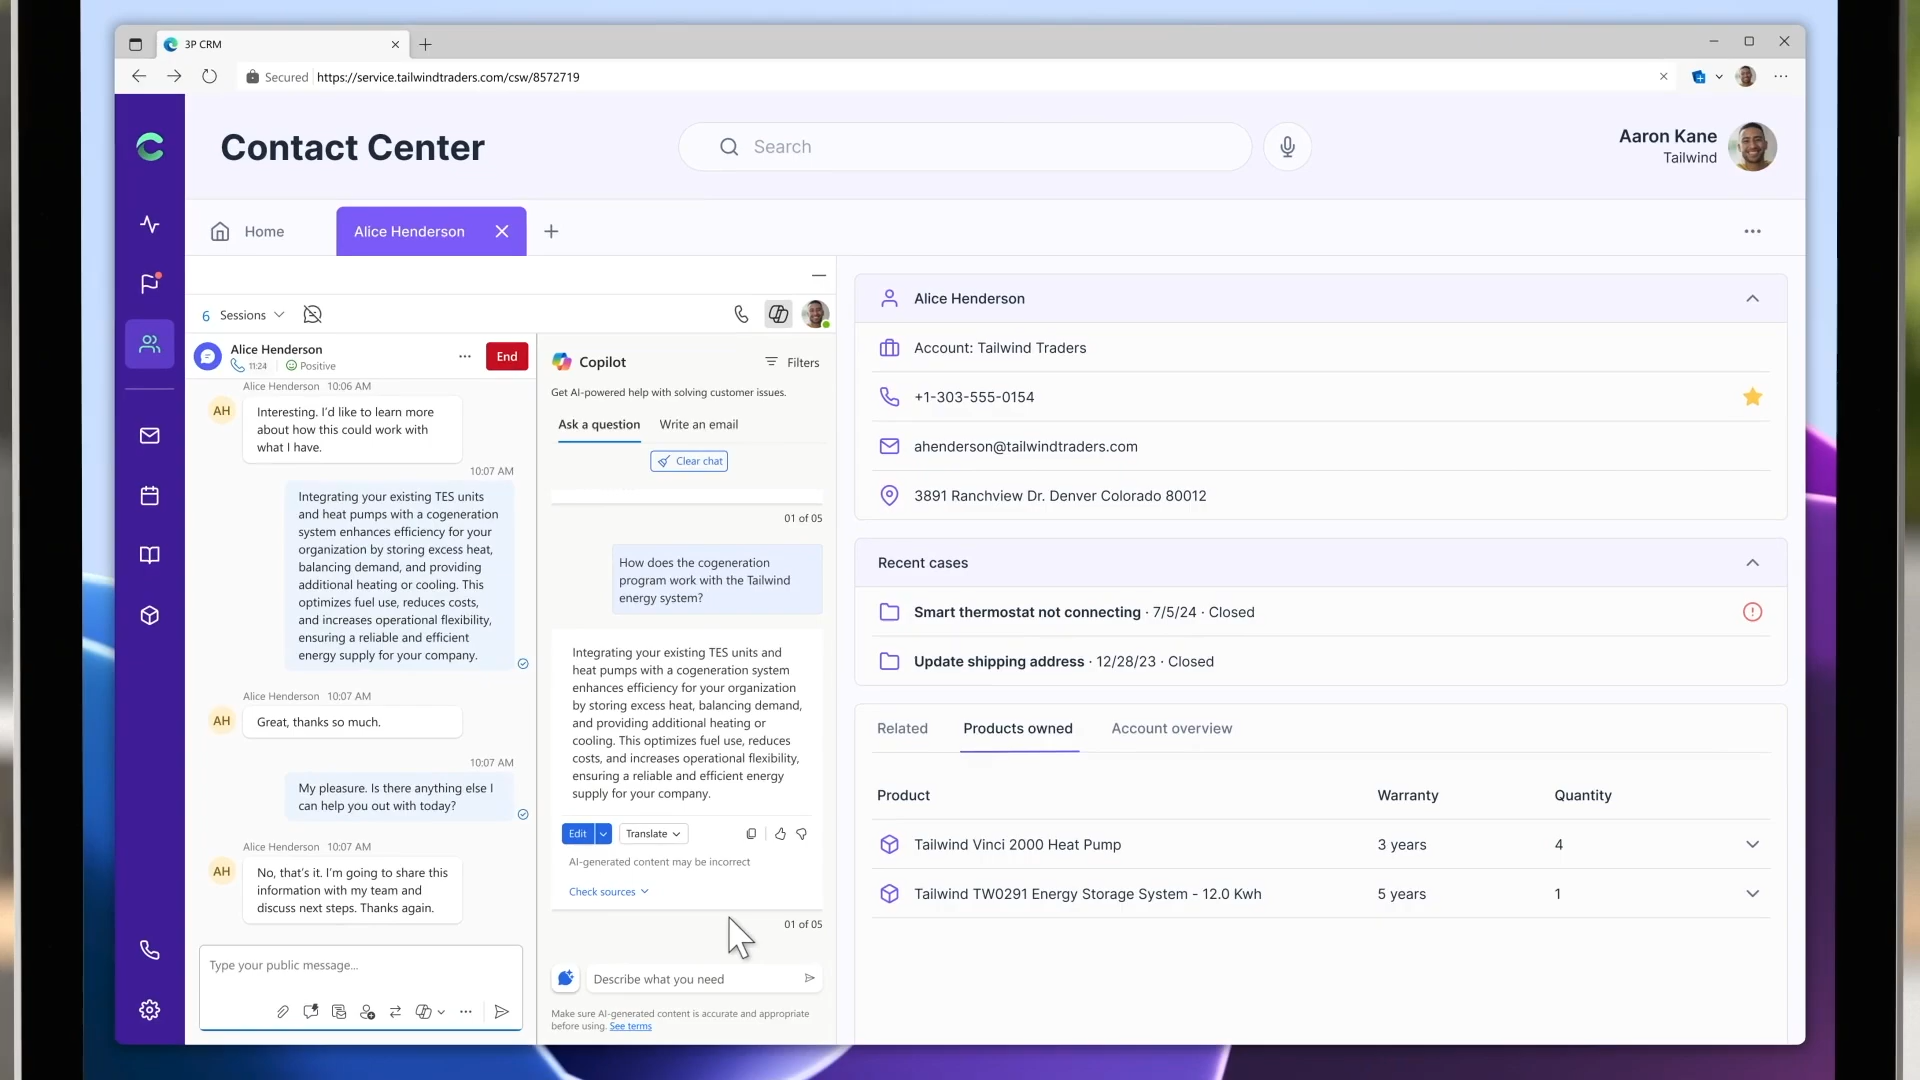 3P CRM
Secured
https://service.tailwindtraders.com/csw/8572719
Contact Center
Search
Aaron Kane
Tailwind
Home
Alice Henderson
6 Sessions
Alice Henderson
11:24
Positive
End
Alice Henderson 10:06 AM
AH
Interesting. I'd like to learn more
about how this could work with
what I have.
10:07 AM
Integrating your existing TES units
and heat pumps with a cogeneration
system enhances efficiency for your
organization by storing excess heat,
balancing demand, and providing
additional heating or cooling. This
optimizes fuel use, reduces costs,
and increases operational flexibility,
ensuring a reliable and efficient
energy supply for your company.
Alice Henderson 10:07 AM
AH
Great, thanks so much.
10:07 AM
My pleasure. Is there anything else I
can help you out with today?
Alice Henderson 10:07 AM
AH
No, that's it. I'm going to share this
information with my team and
discuss next steps. Thanks again.
Type your public message...
Copilot
Filters
Get AI-powered help with solving customer issues.
Ask a question
Write an email
Clear chat
01 of 05
How does the cogeneration
program work with the Tailwind
energy system?
Integrating your existing TES units and
heat pumps with a cogeneration system
enhances efficiency for your organization
by storing excess heat, balancing demand,
and providing additional heating or
cooling. This optimizes fuel use, reduces
costs, and increases operational flexibility,
ensuring a reliable and efficient energy
supply for your company.
Edit
Translate
AI-generated content may be incorrect
Check sources
01 of 05
Describe what you need
Make sure AI-generated content is accurate and appropriate
before using. See terms
Alice Henderson
Account: Tailwind Traders
+1-303-555-0154
ahenderson@tailwindtraders.com
3891 Ranchview Dr. Denver Colorado 80012
Recent cases
Smart thermostat not connecting · 7/5/24 · Closed
Update shipping address · 12/28/23 · Closed
Related
Products owned
Account overview
Product Warranty Quantity
Tailwind Vinci 2000 Heat Pump 3 years 4
Tailwind TW0291 Energy Storage System - 12.0 Kwh 5 years 1